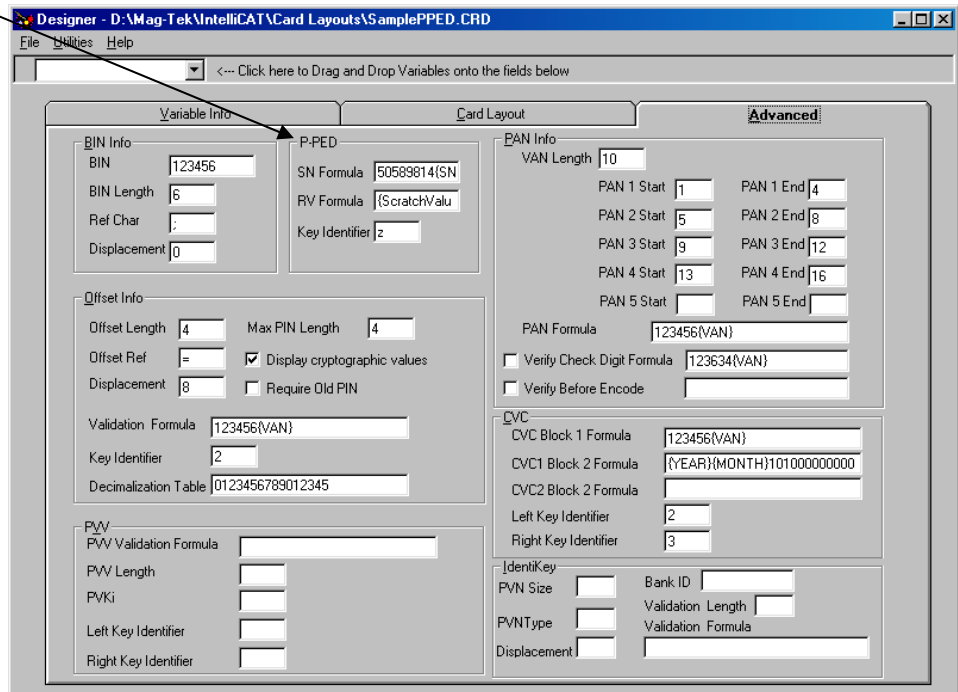 Designer - D:\Mag-Tek\IntelliCAT\Card Layouts\SamplePPED.CRD
File Utilities Help
<--- Click here to Drag and Drop Variables onto the fields below
Variable Info
Card Layout
Advanced
BIN Info
BIN 123456
BIN Length 6
Ref Char ;
Displacement 0
P-PED
SN Formula 50589814{SN
RV Formula {ScratchValu
Key Identifier z
PAN Info
VAN Length 10
PAN 1 Start 1 PAN 1 End 4
PAN 2 Start 5 PAN 2 End 8
PAN 3 Start 9 PAN 3 End 12
PAN 4 Start 13 PAN 4 End 16
PAN 5 Start PAN 5 End
PAN Formula 123456{VAN}
Verify Check Digit Formula 123634{VAN}
Verify Before Encode
Offset Info
Offset Length 4 Max PIN Length 4
Offset Ref = Display cryptographic values
Displacement 8 Require Old PIN
Validation Formula 123456{VAN}
Key Identifier 2
Decimalization Table 0123456789012345
CVC
CVC Block 1 Formula 123456{VAN}
CVC1 Block 2 Formula {YEAR}{MONTH}101000000000
CVC2 Block 2 Formula
Left Key Identifier 2
Right Key Identifier 3
PVV
PVV Validation Formula
PVV Length
PVKi
Left Key Identifier
Right Key Identifier
IdentiKey
PVN Size Bank ID
Validation Length
PVNType Validation Formula
Displacement